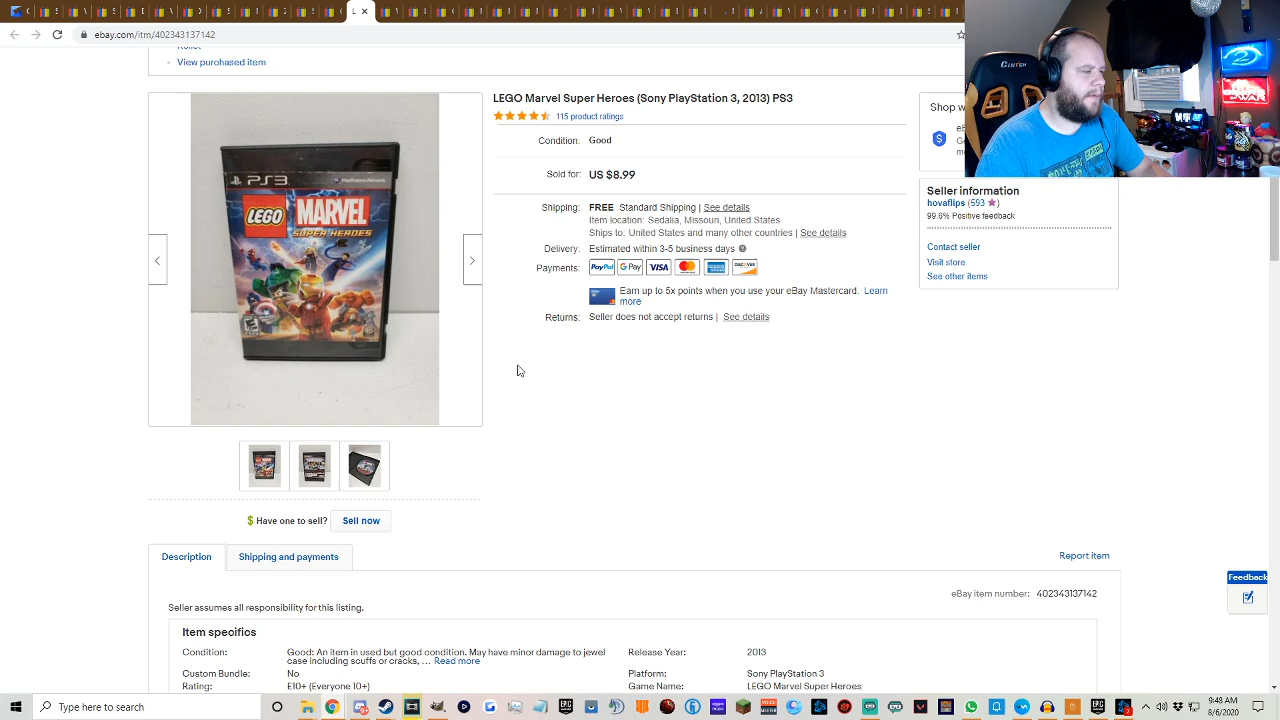 ebay.com/itm/402343137142
View purchased item
LEGO Marvel Super Heroes (Sony PlayStation 3, 2013) PS3
115 product ratings
Condition: Good
Sold for: US $8.99
Shipping: FREE Standard Shipping | See details
Item location: Sedalia, Missouri, United States
Ships to: United States and many other countries | See details
Delivery: Estimated within 3-5 business days
Payments: PayPal G Pay VISA
DISCOVER
Earn up to 5x points when you use your eBay Mastercard. Learn
more
Returns: Seller does not accept returns | See details
Shop w
Seller information
hovaflips (593 )
99.6% Positive feedback
Contact seller
Visit store
See other items
PS3
PlayStation Network
LEGO MARVEL
SUPER HEROES
$ Have one to sell? Sell now
Description
Shipping and payments
Report item
eBay item number: 402343137142
Seller assumes all responsibility for this listing.
Item specifics
Condition: Good: An item in used but good condition. May have minor damage to jewel
case including scuffs or cracks, ... Read more
Custom Bundle: No
Rating: E10+ (Everyone 10+)
Release Year: 2013
Platform: Sony PlayStation 3
Game Name: LEGO Marvel Super Heroes
Feedback
CLUTCH
Type here to search
9:48 AM
8/6/2020